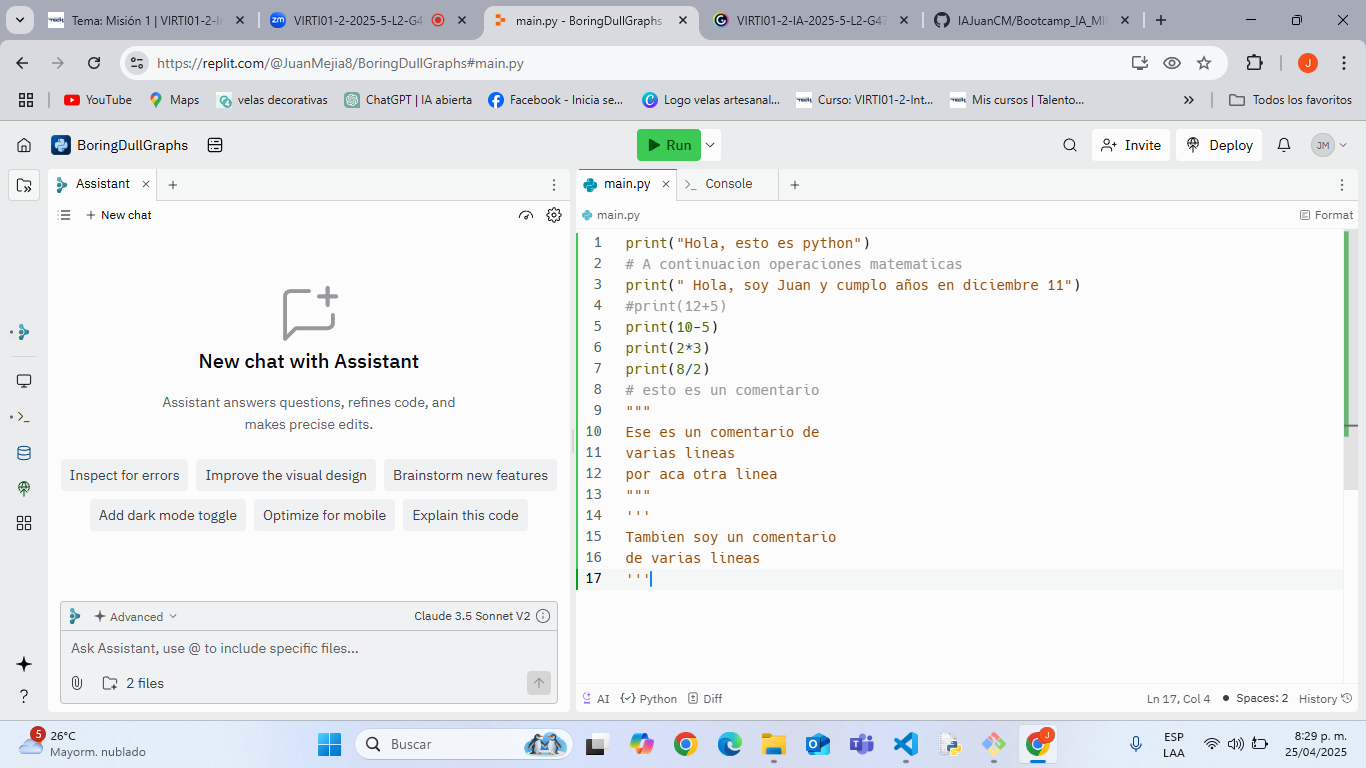 Tema: Misión 1 | VIRTI01-2-I
VIRTI01-2-2025-5-L2-G4
main.py - BoringDullGraphs
VIRTI01-2-IA-2025-5-L2-G47
IAJuanCM/Bootcamp_IA_MI
https://replit.com/@JuanMejia8/BoringDullGraphs#main.py
J
YouTube
Maps
velas decorativas
ChatGPT | IA abierta
Facebook - Inicia se...
Logo velas artesanal...
Curso: VIRTI01-2-Int...
Mis cursos | Talento...
Todos los favoritos
BoringDullGraphs
Run
Invite
Deploy
JM
Assistant
main.py
Console
New chat
main.py
Format
New chat with Assistant
Assistant answers questions, refines code, and
makes precise edits.
Inspect for errors
Improve the visual design
Brainstorm new features
Add dark mode toggle
Optimize for mobile
Explain this code
Advanced
Claude 3.5 Sonnet V2
Ask Assistant, use @ to include specific files...
2 files
1 print("Hola, esto es python")
2 # A continuacion operaciones matematicas
3 print(" Hola, soy Juan y cumplo años en diciembre 11")
4 #print(12+5)
5 print(10-5)
6 print(2*3)
7 print(8/2)
8 # esto es un comentario
9 """
10 Ese es un comentario de
11 varias lineas
12 por aca otra linea
13 """
14 '''
15 Tambien soy un comentario
16 de varias lineas
17 '''
AI
Python
Diff
Ln 17, Col 4
Spaces: 2
History
5
26°C
Mayorm. nublado
Buscar
J
ESP
LAA
8:29 p. m.
25/04/2025